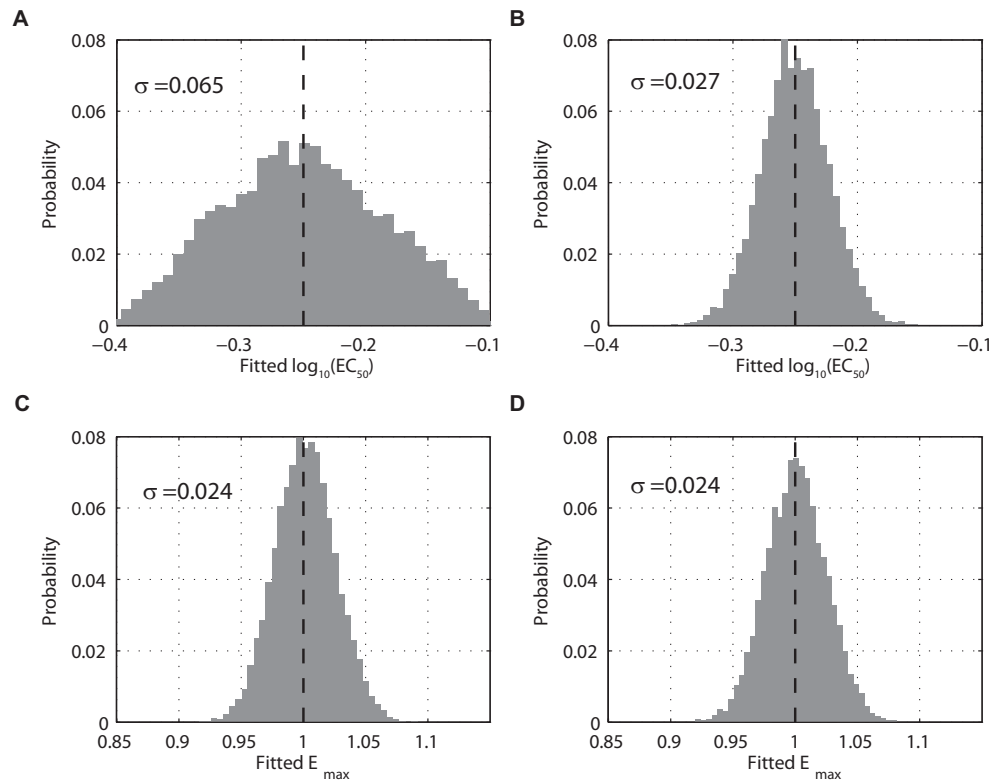 A
0.08
0.06
0.04
0.02
0
Probability
σ =0.065
−0.4 −0.3 −0.2 −0.1
Fitted log10(EC50)
B
0.08
0.06
0.04
0.02
0
Probability
σ =0.027
−0.4 −0.3 −0.2 −0.1
Fitted log10(EC50)
C
0.08
0.06
0.04
0.02
0
Probability
σ =0.024
0.85 0.9 0.95 1 1.05 1.1
Fitted E max
D
0.08
0.06
0.04
0.02
0
Probability
σ =0.024
0.85 0.9 0.95 1 1.05 1.1
Fitted E max